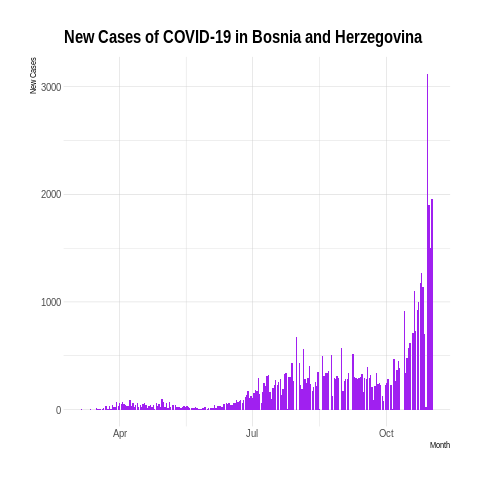 New Cases of COVID-19 in Bosnia and Herzegovina
New Cases
3000
2000
1000
0
Apr
Jul
Oct
Month